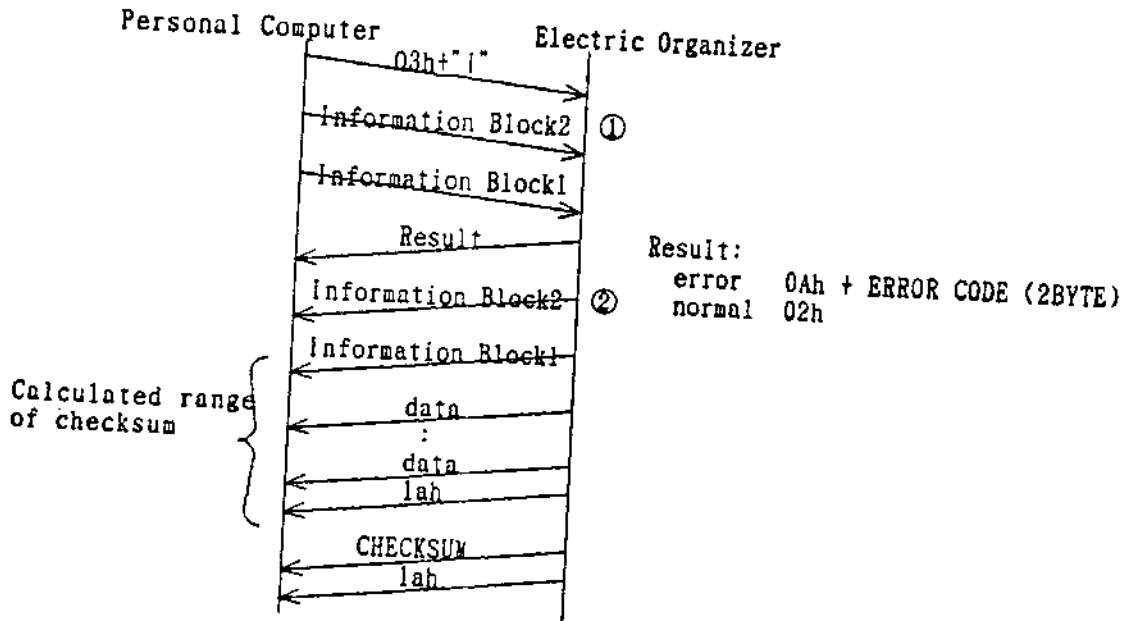 Personal Computer
Electric Organizer
03h+"i"
Information Block2 ①
Information Block1
Result
Result:
error 0Ah + ERROR CODE (2BYTE)
normal 02h
Information Block2 ②
Information Block1
Calculated range
of checksum
data
:
data
1ah
CHECKSUM
1ah